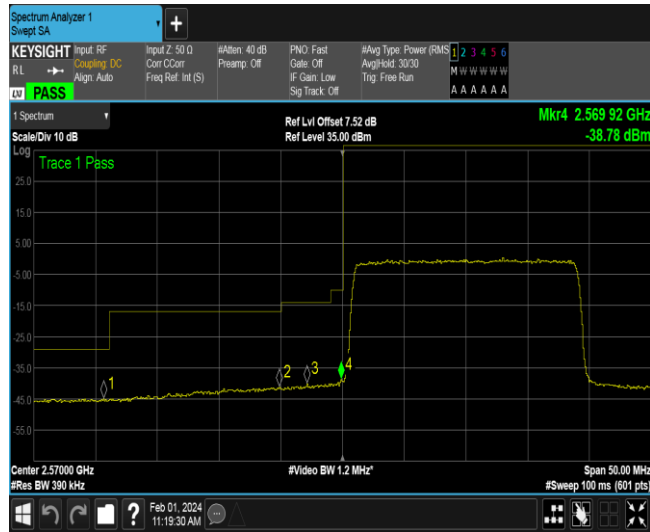 Spectrum Analyzer 1
Swept SA
+
KEYSIGHT Input: RF Input Z: 50 Ω #Atten: 40 dB PNO: Fast #Avg Type: Power (RMS 1 2 3 4 5 6
RL Coupling: DC Corr CCorr Preamp: Off Gate: Off Avg|Hold: 30/30 M W W W W W
Align: Auto Freq Ref: Int (S) IF Gain: Low Trig: Free Run
LXI PASS Sig Track: Off A A A A A A
1 Spectrum Ref Lvl Offset 7.52 dB Mkr4 2.569 92 GHz
Scale/Div 10 dB Ref Level 35.00 dBm -38.78 dBm
Log
Trace 1 Pass
25.0
15.0
5.00
-5.00
-15.0
-25.0
-35.0
1 2 3 4
-45.0
-55.0
Center 2.57000 GHz #Video BW 1.2 MHz* Span 50.00 MHz
#Res BW 390 kHz #Sweep 100 ms (601 pts)
? Feb 01, 2024
11:19:30 AM